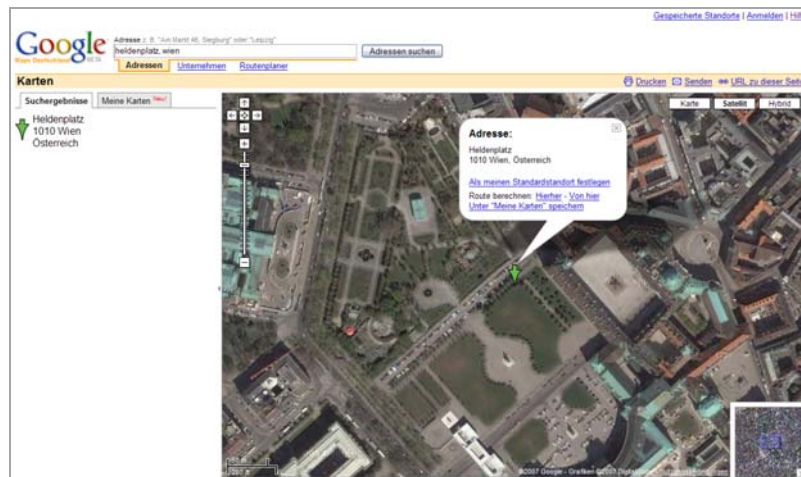 Gespeicherte Standorte | Anmelden |
Google
Maps Deutschland BETA
Adresse z. B. "Am Markt 46, Siegburg" oder "Leipzig"
heldenplatz, wien
Adressen suchen
Adressen Unternehmen Routenplaner
Karten
Drucken Senden URL zu dieser Seite
Suchergebnisse Meine Karten Neu!
Karte Satellit Hybrid
Heldenplatz
1010 Wien
Österreich
Adresse:
Heldenplatz
1010 Wien, Österreich
Als meinen Standardstandort festlegen
Route berechnen: Hierher - Von hier
Unter "Meine Karten" speichern
©2007 Google - Grafiken ©2007